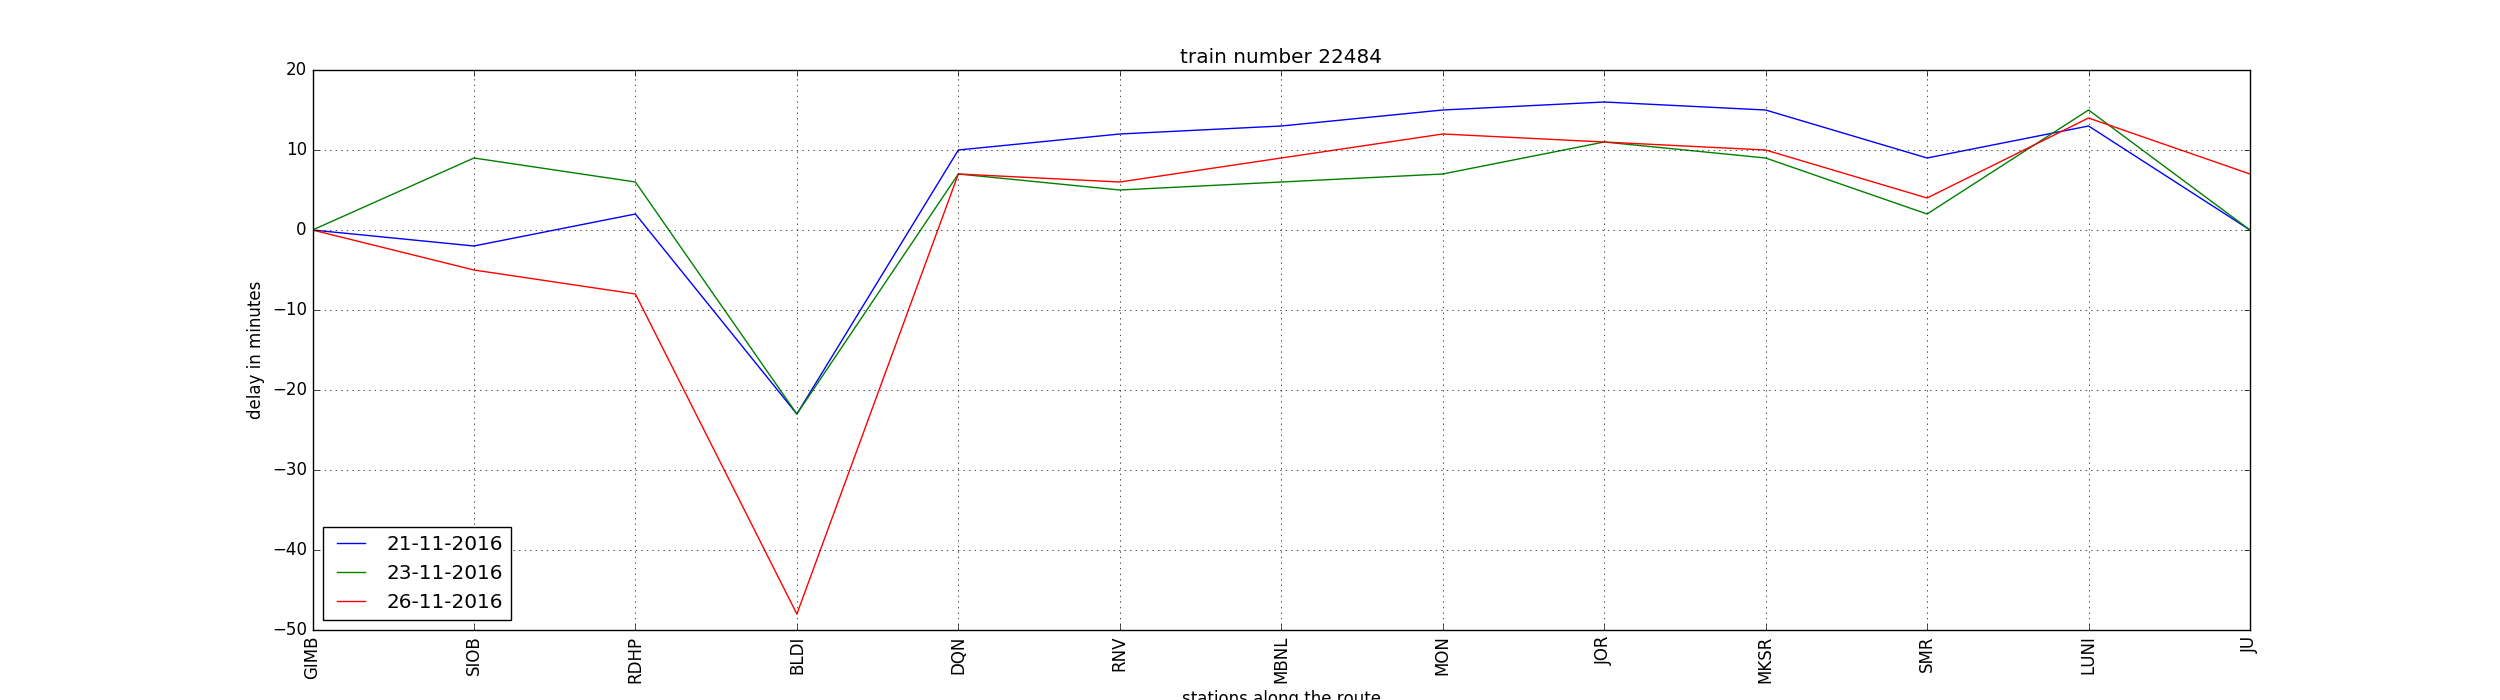 train number 22484
20
10
0
−10
−20
−30
−40
−50
delay in minutes
21-11-2016
23-11-2016
26-11-2016
GIMB
SIOB
RDHP
BLDI
DQN
RNV
MBNL
MON
JOR
MKSR
SMR
LUNI
JU
stations along the route